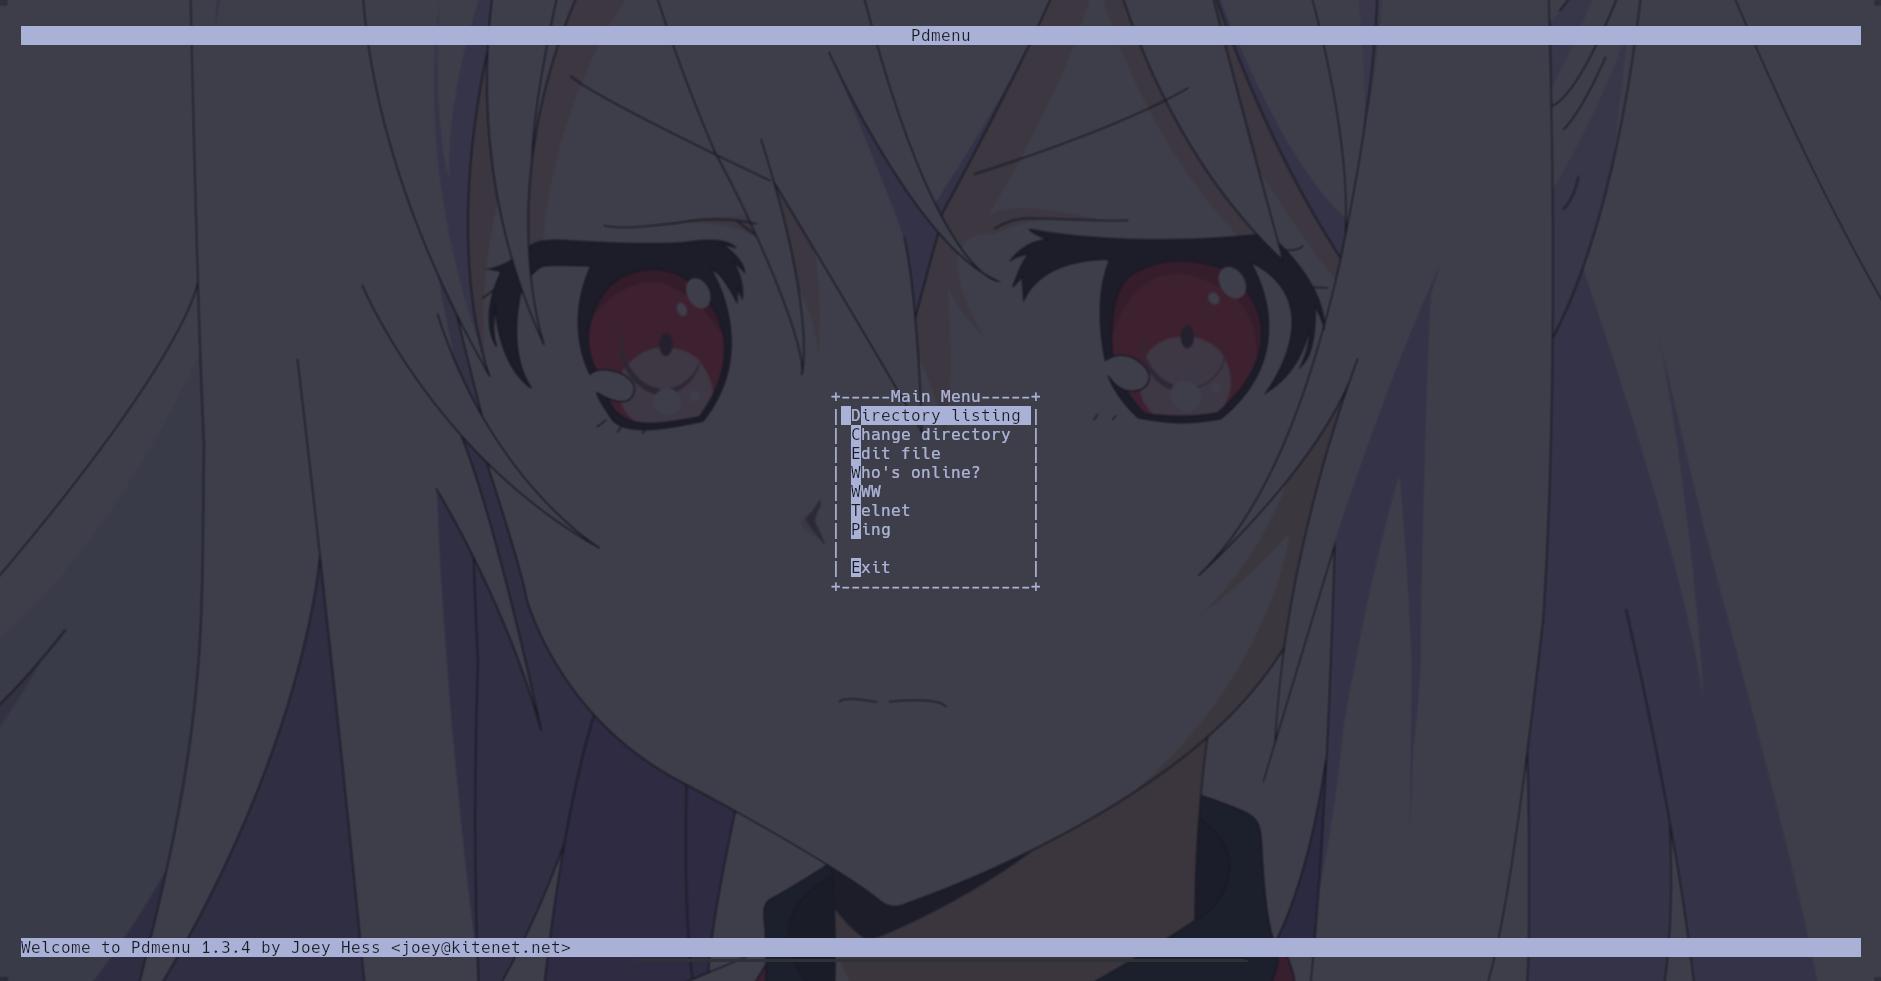 Pdmenu
+-----Main Menu-----+
| Directory listing |
| Change directory  |
| Edit file         |
| Who's online?     |
| WWW               |
| Telnet            |
| Ping              |
|                   |
| Exit              |
+-------------------+
Welcome to Pdmenu 1.3.4 by Joey Hess <joey@kitenet.net>